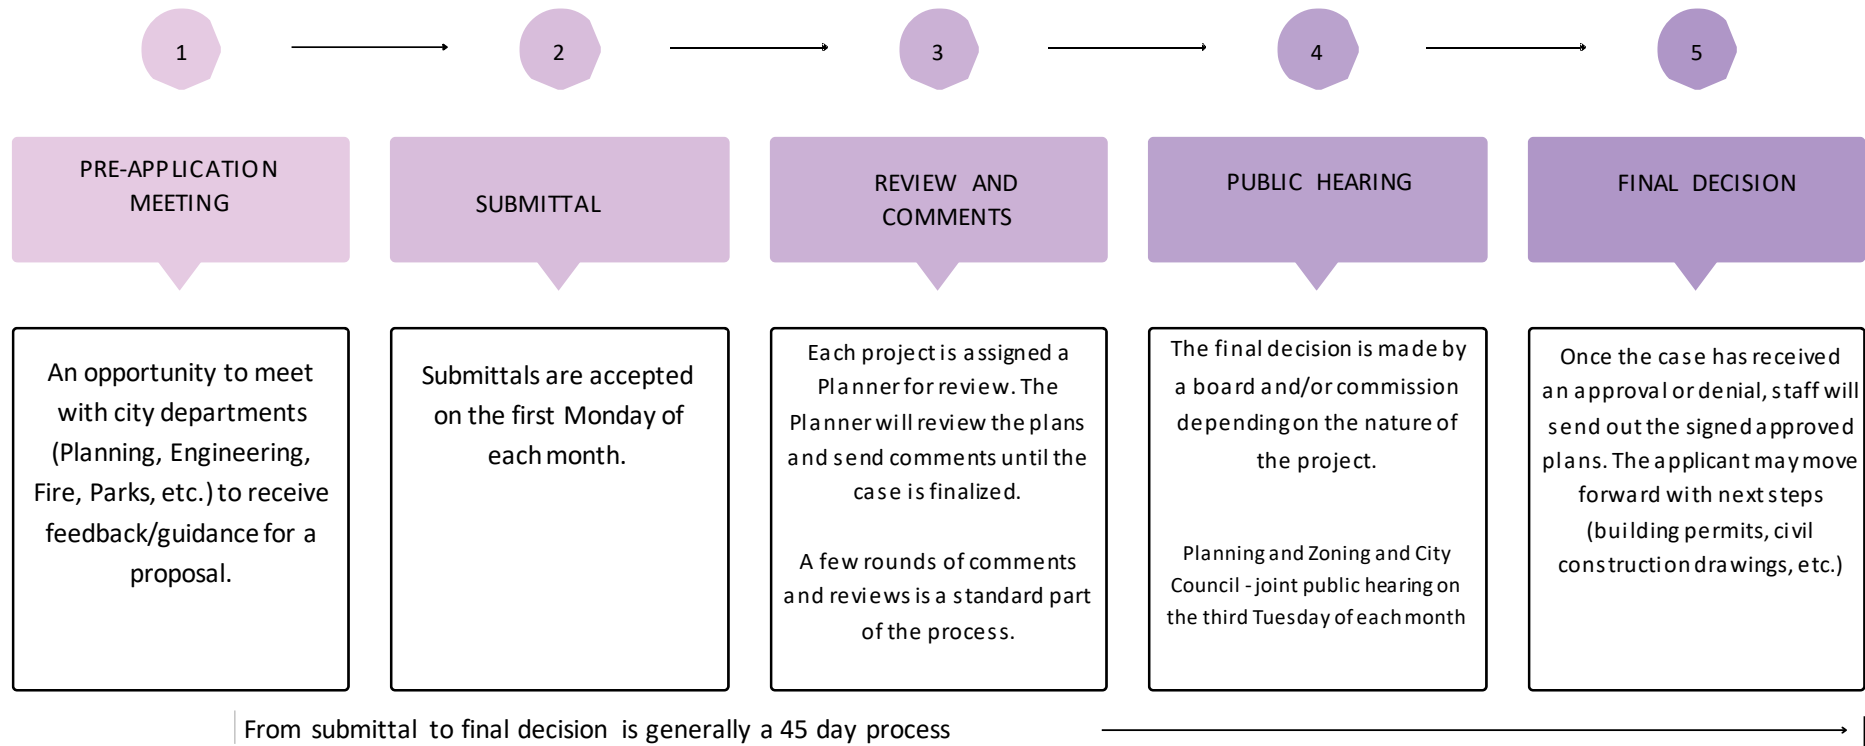 1
2
3
4
5
PRE-APPLICATION
MEETING
SUBMITTAL
REVIEW AND
COMMENTS
PUBLIC HEARING
FINAL DECISION
An opportunity to meet
with city departments
(Planning, Engineering,
Fire, Parks, etc.) to receive
feedback/guidance for a
proposal.
Submittals are accepted
on the first Monday of
each month.
Each project is assigned a
Planner for review. The
Planner will review the plans
and send comments until the
case is finalized.
A few rounds of comments
and reviews is a standard part
of the process.
The final decision is made by
a board and/or commission
depending on the nature of
the project.
Planning and Zoning and City
Council - joint public hearing on
the third Tuesday of each month
Once the case has received
an approval or denial, staff will
send out the signed approved
plans. The applicant may move
forward with next steps
(building permits, civil
construction drawings, etc.)
From submittal to final decision is generally a 45 day process